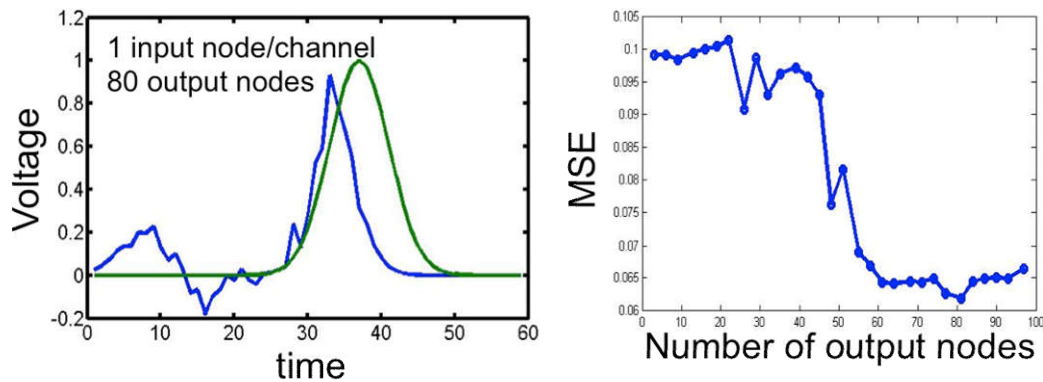 1.2
1
0.8
0.6
0.4
0.2
0
-0.2
Voltage
1 input node/channel
80 output nodes
0 10 20 30 40 50 60
time
0.105
0.1
0.095
0.09
0.085
0.08
0.075
0.07
0.065
0.06
MSE
0 10 20 30 40 50 60 70 80 90 100
Number of output nodes